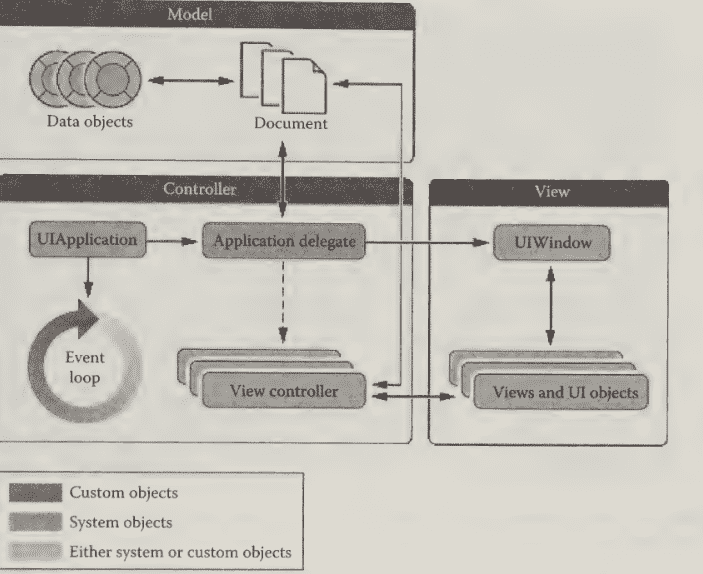 Model
Data objects
Document
Controller
View
UIApplication
Application delegate
UIWindow
Event
loop
View controller
Views and UI objects
Custom objects
System objects
Either system or custom objects